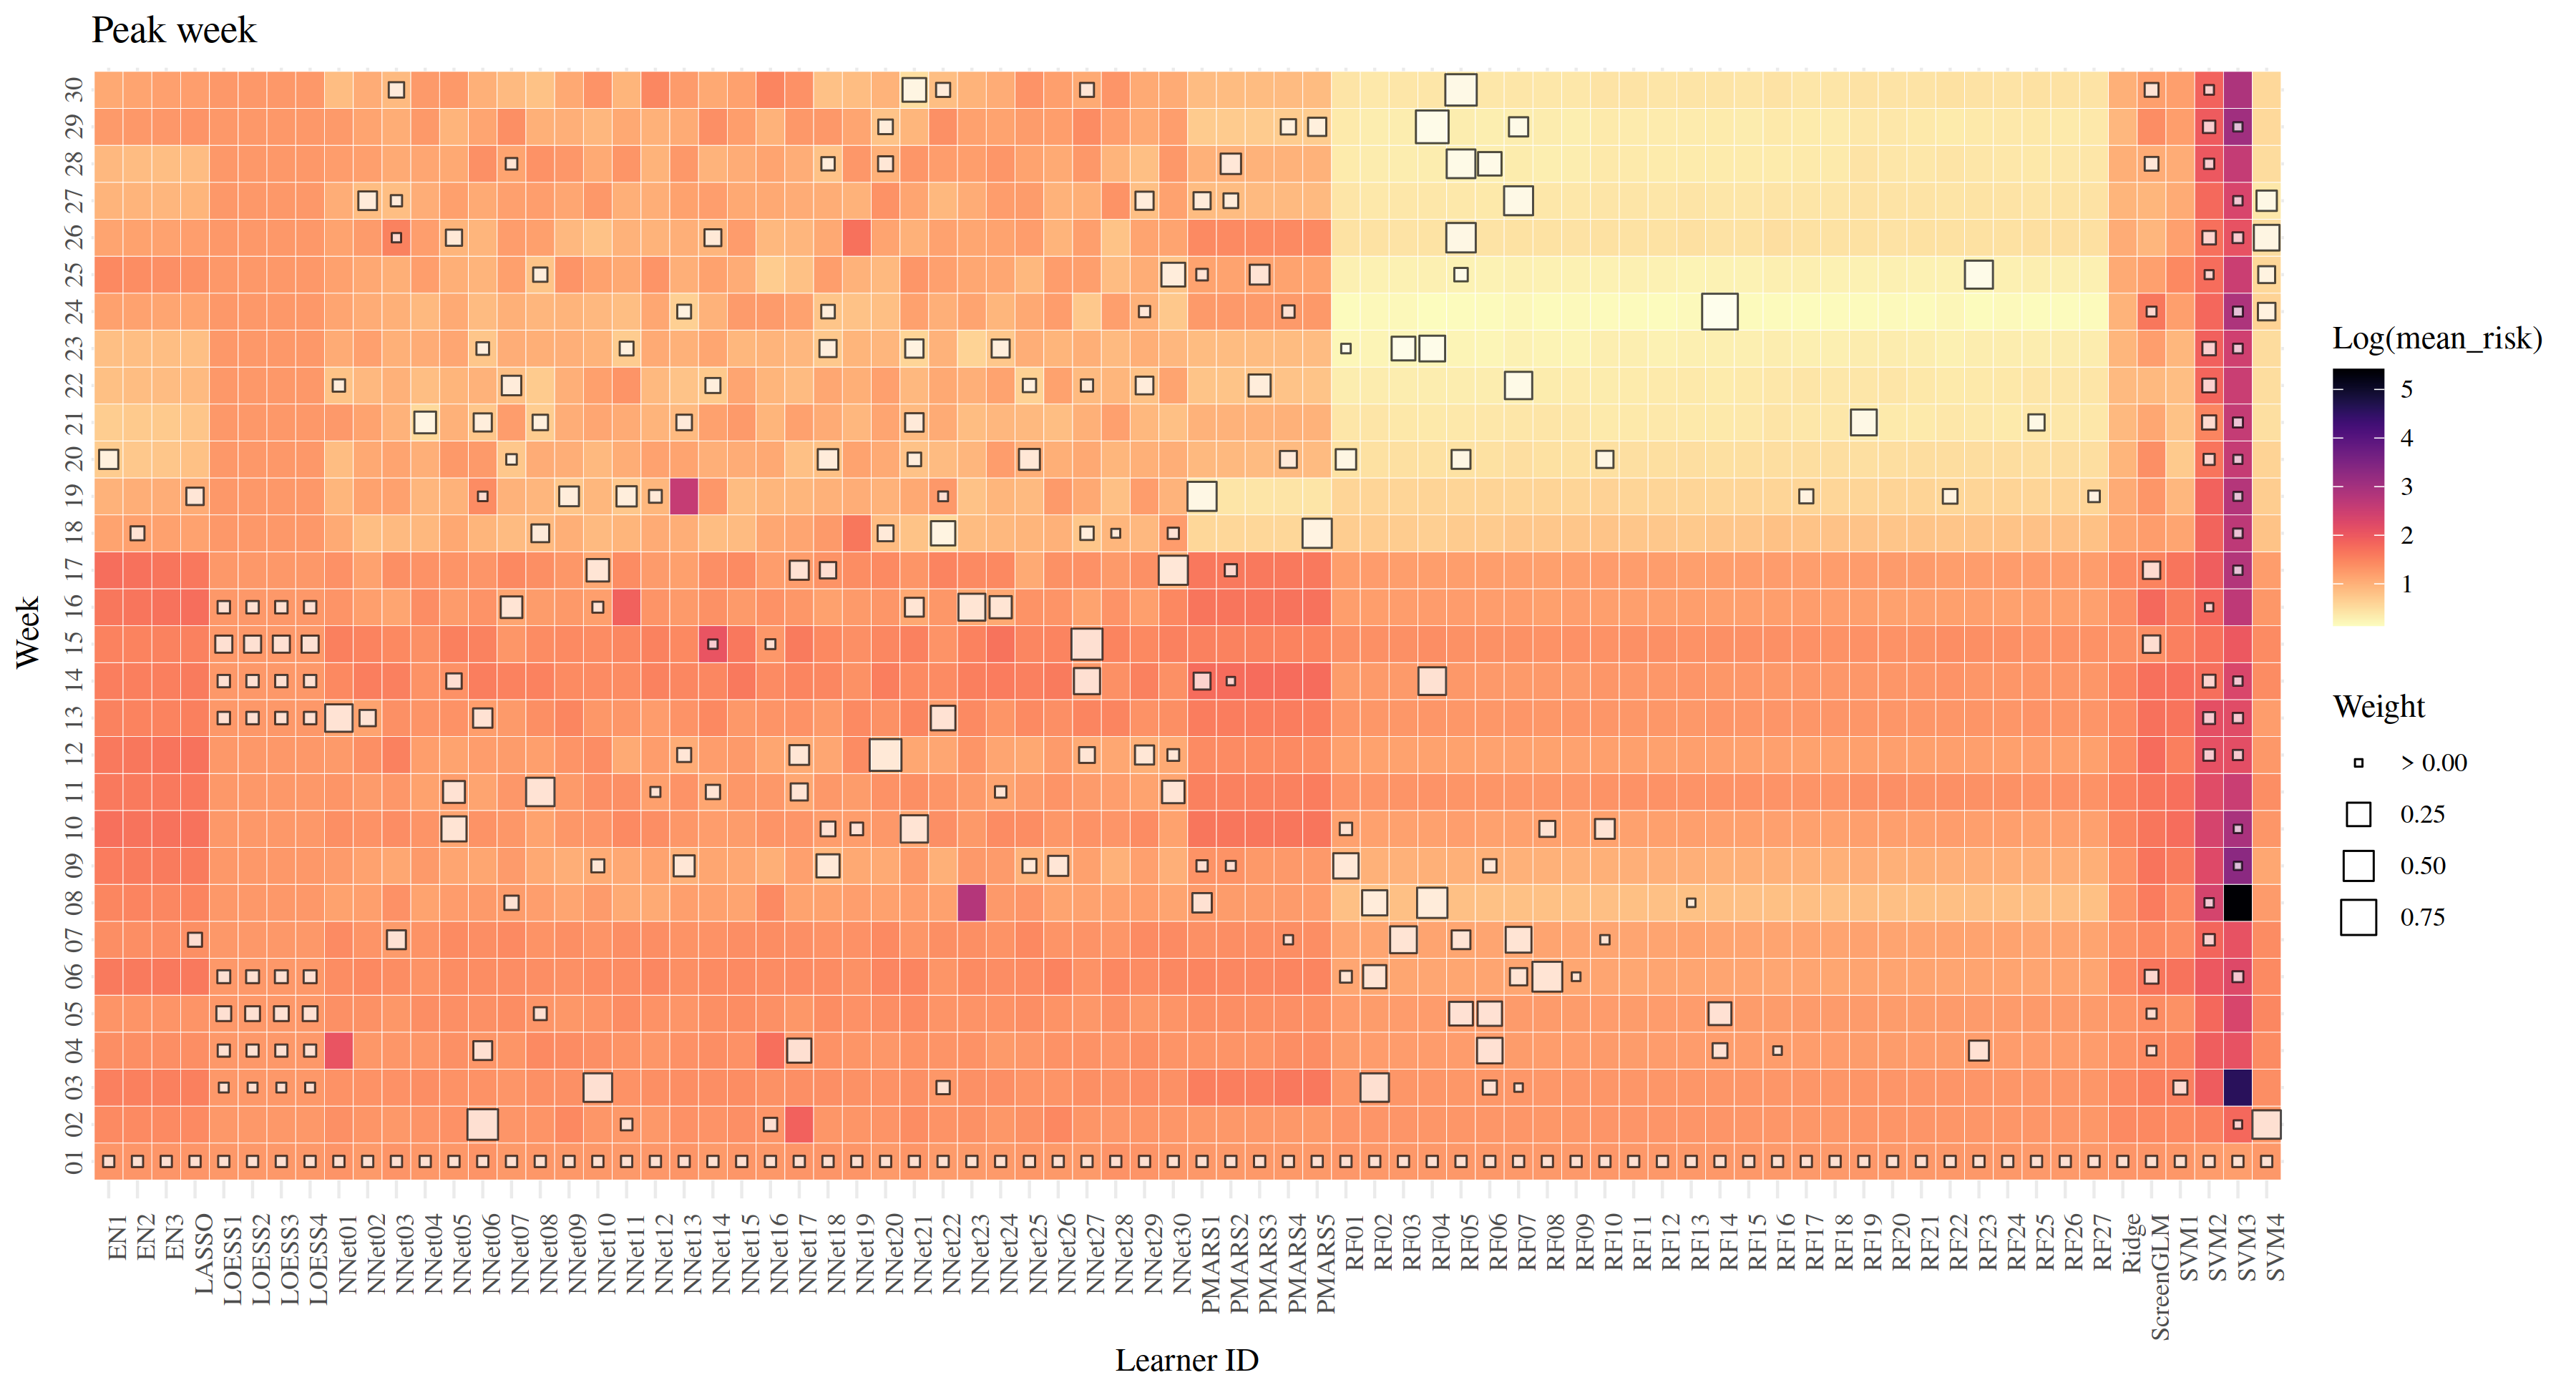 Peak week
Week
30
29
28
27
26
25
24
23
22
21
20
19
18
17
16
15
14
13
12
11
10
09
08
07
06
05
04
03
02
01
EN1
EN2
EN3
LASSO
LOESS1
LOESS2
LOESS3
LOESS4
NNet01
NNet02
NNet03
NNet04
NNet05
NNet06
NNet07
NNet08
NNet09
NNet10
NNet11
NNet12
NNet13
NNet14
NNet15
NNet16
NNet17
NNet18
NNet19
NNet20
NNet21
NNet22
NNet23
NNet24
NNet25
NNet26
NNet27
NNet28
NNet29
NNet30
PMARS1
PMARS2
PMARS3
PMARS4
PMARS5
RF01
RF02
RF03
RF04
RF05
RF06
RF07
RF08
RF09
RF10
RF11
RF12
RF13
RF14
RF15
RF16
RF17
RF18
RF19
RF20
RF21
RF22
RF23
RF24
RF25
RF26
RF27
Ridge
ScreenGLM
SVM1
SVM2
SVM3
SVM4
Learner ID
Log(mean_risk)
5
4
3
2
1
Weight
> 0.00
0.25
0.50
0.75